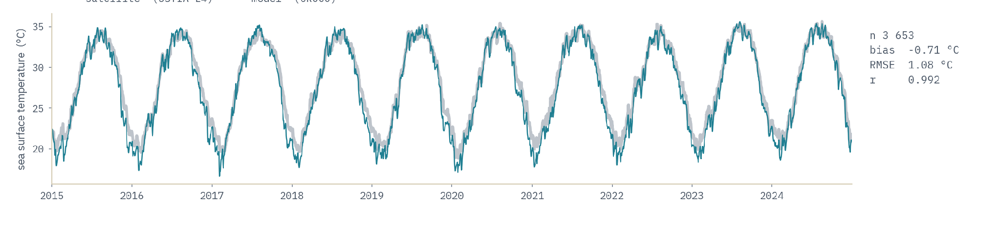 35
30
25
20
sea surface temperature (°C)
2015 2016 2017 2018 2019 2020 2021 2022 2023 2024
n 3 653
bias -0.71 °C
RMSE 1.08 °C
r 0.992